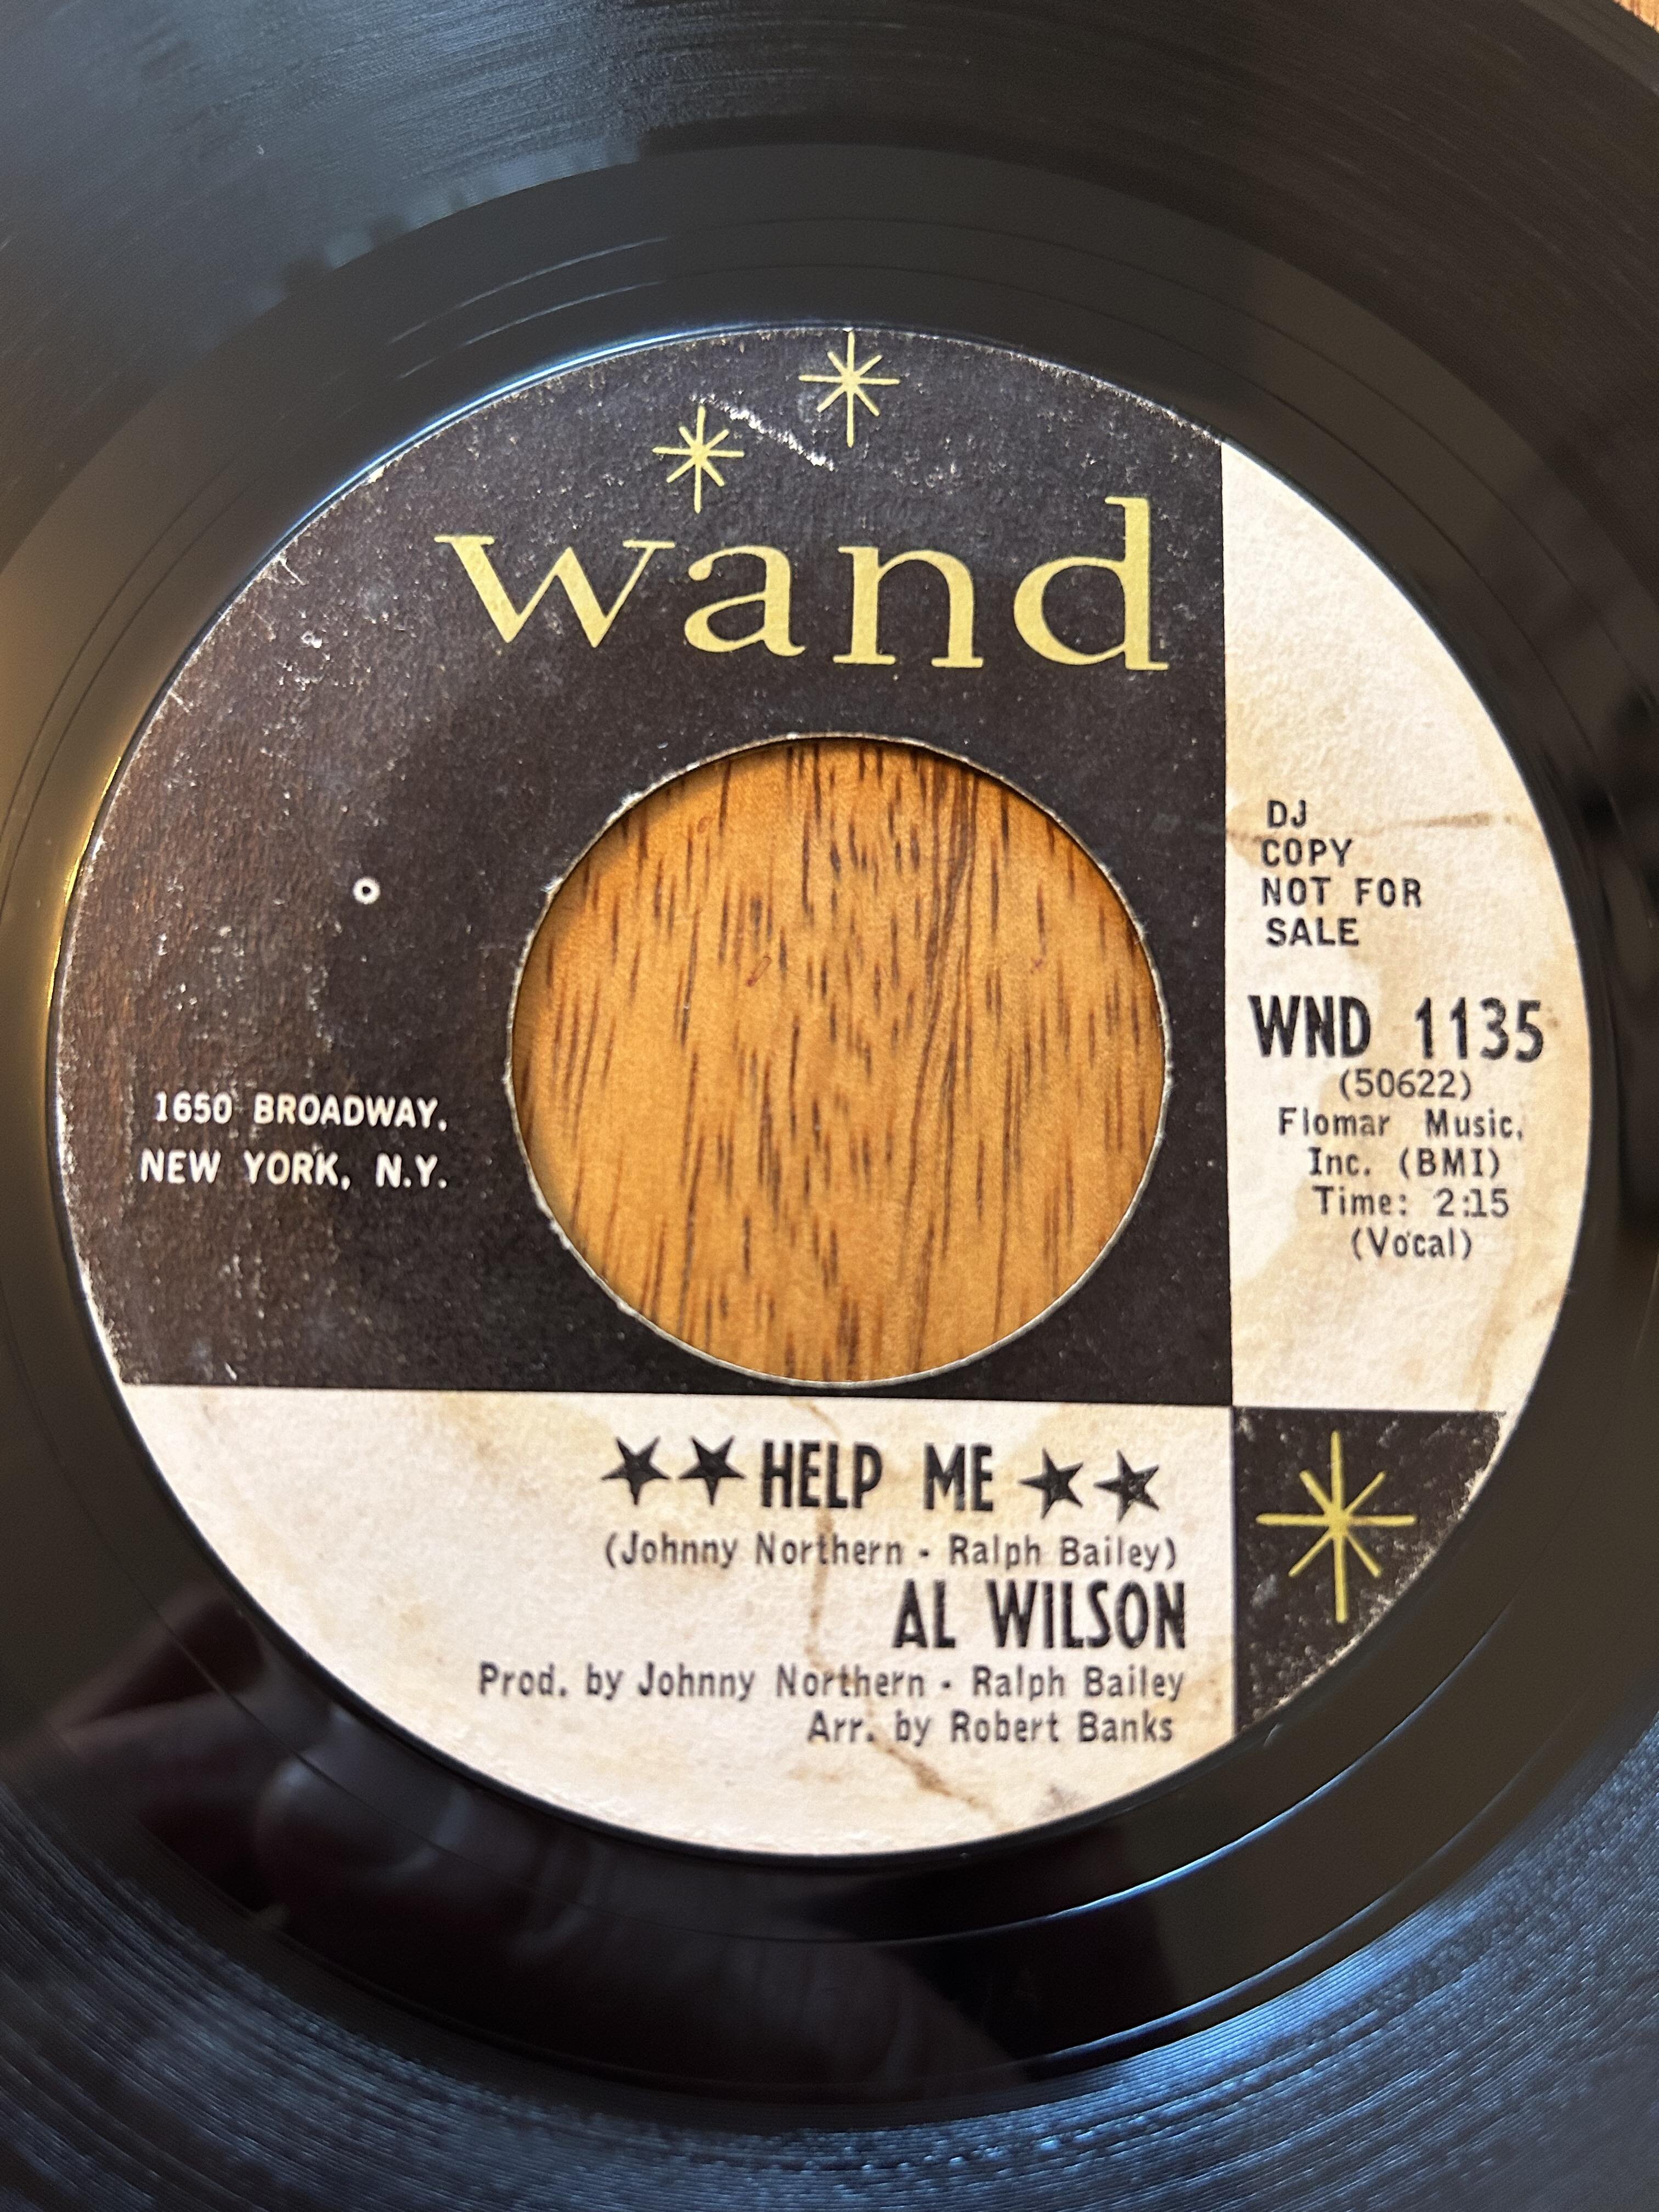 wand
DJ
COPY
NOT FOR
SALE
WND 1135
(50622)
Flomar Music,
Inc. (BMI)
Time: 2:15
(Vocal)
1650 BROADWAY,
NEW YORK, N.Y.
★★ HELP ME ★★
(Johnny Northern - Ralph Bailey)
AL WILSON
Prod. by Johnny Northern - Ralph Bailey
Arr. by Robert Banks